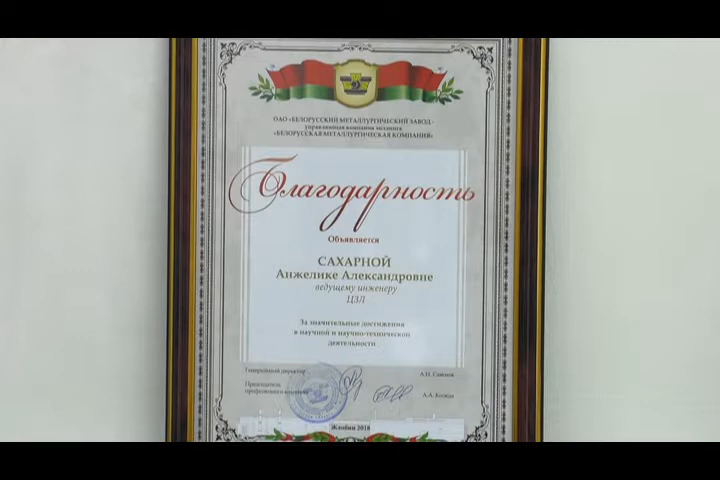 ОАО «БЕЛОРУССКИЙ МЕТАЛЛУРГИЧЕСКИЙ ЗАВОД -
управляющая компания холдинга
«БЕЛОРУССКАЯ МЕТАЛЛУРГИЧЕСКАЯ КОМПАНИЯ»
Благодарность
Объявляется
САХАРНОЙ
Анжелике Александровне
ведущему инженеру
ЦЗЛ
За значительные достижения
в научной и научно-технической
деятельности
Генеральный директор
А.Н. Савенок
Председатель
профсоюзного комитета
А.А.
Жлобин 2018